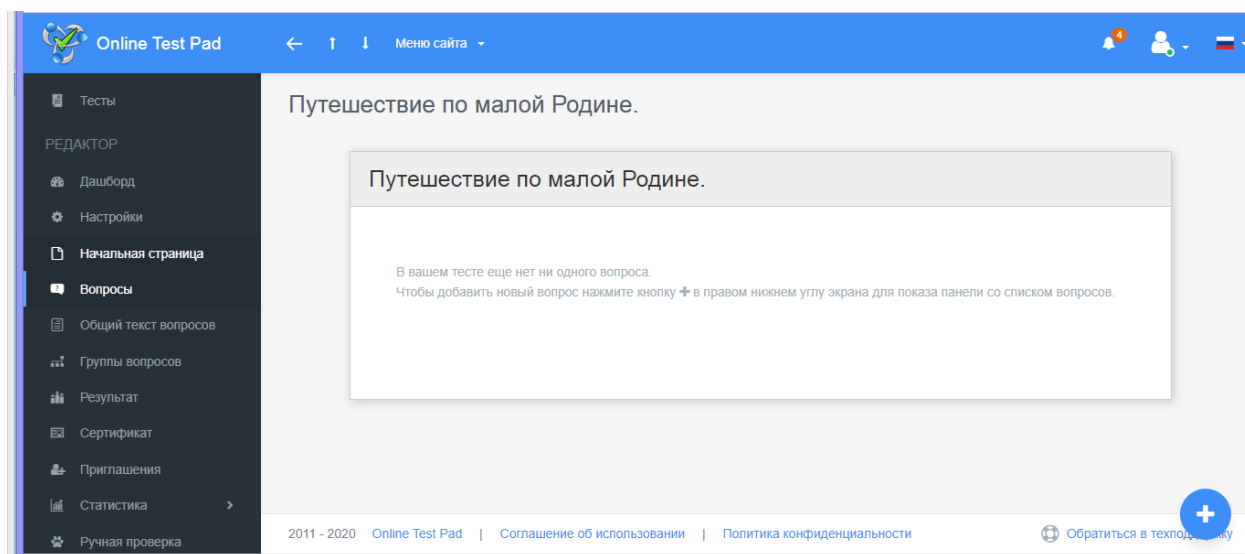 Online Test Pad
Меню сайта
4
Тесты
РЕДАКТОР
Дашборд
Настройки
Начальная страница
Вопросы
Общий текст вопросов
Группы вопросов
Результат
Сертификат
Приглашения
Статистика
Ручная проверка
Путешествие по малой Родине.
Путешествие по малой Родине.
В вашем тесте еще нет ни одного вопроса.
Чтобы добавить новый вопрос нажмите кнопку + в правом нижнем углу экрана для показа панели со списком вопросов.
2011 - 2020 Online Test Pad | Соглашение об использовании | Политика конфиденциальности
Обратиться в техподдержку